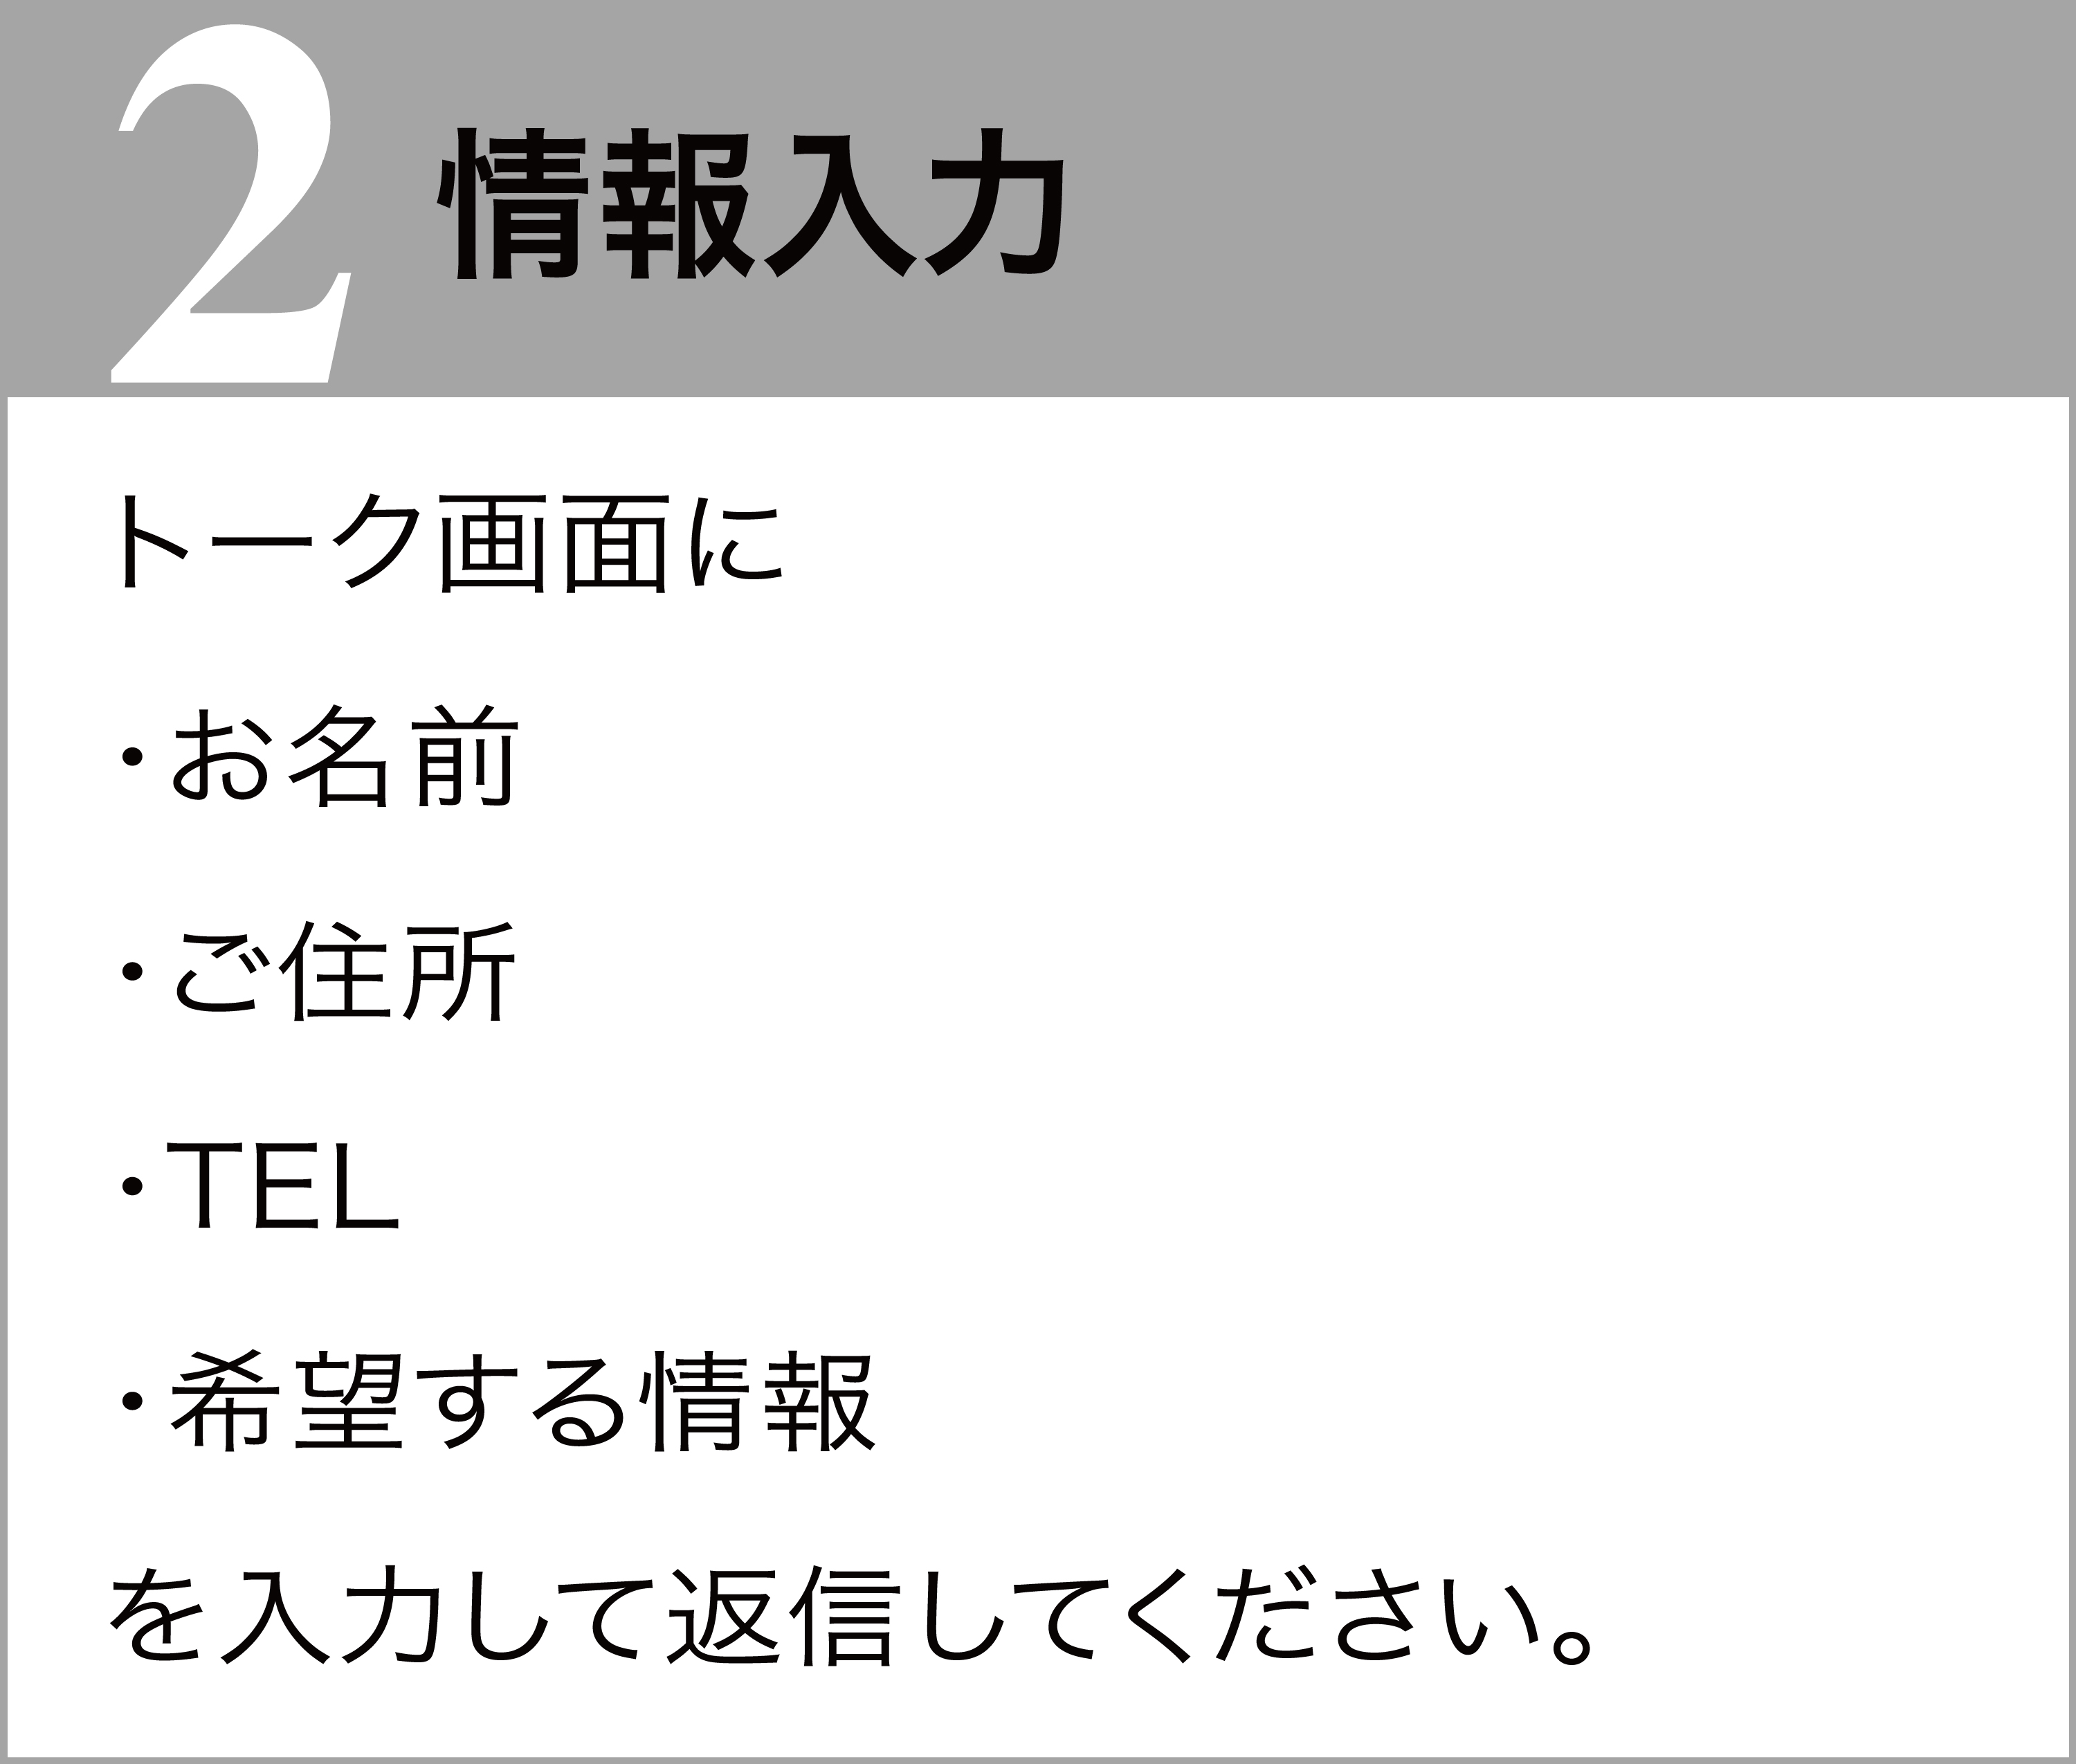 2 情報入力
トーク画面に
・お名前
・ご住所
・TEL
・希望する情報
を入力して返信してください。